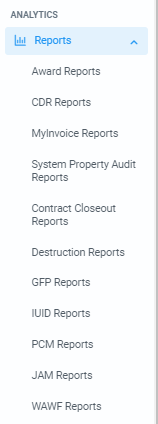 ANALYTICS
Reports
Award Reports
CDR Reports
MyInvoice Reports
System Property Audit
Reports
Contract Closeout
Reports
Destruction Reports
GFP Reports
IUID Reports
PCM Reports
JAM Reports
WAWF Reports